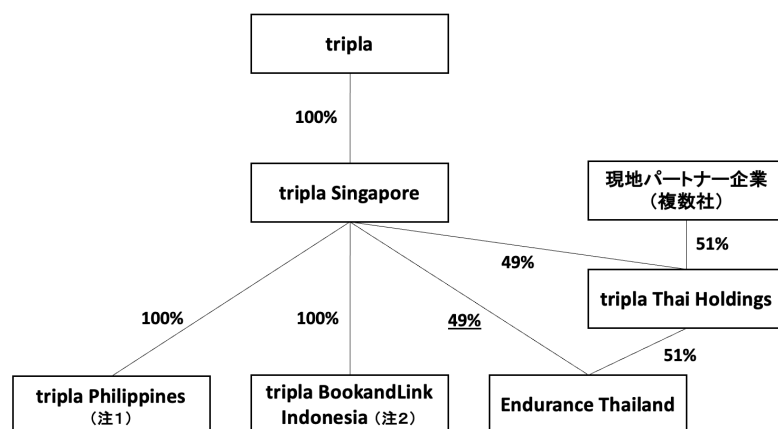 tripla
100%
tripla Singapore
現地パートナー企業
（複数社）
51%
49%
tripla Thai Holdings
100%
100%
49%
51%
tripla Philippines
（注１）
tripla BookandLink
Indonesia（注２）
Endurance Thailand